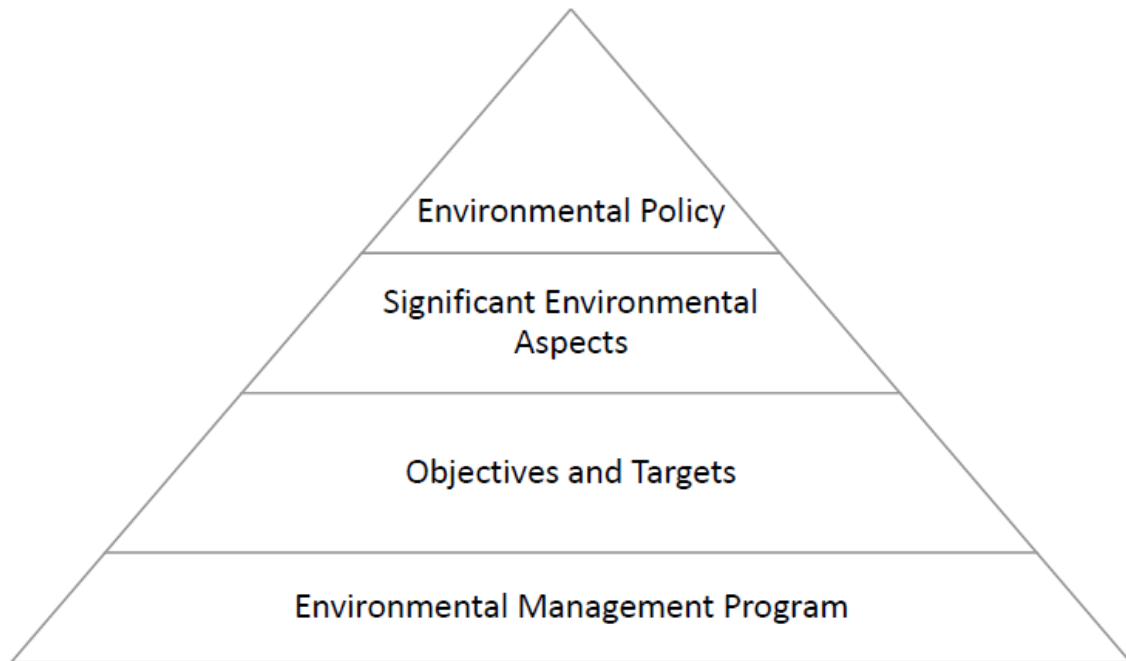 Environmental Policy
Significant Environmental
Aspects
Objectives and Targets
Environmental Management Program